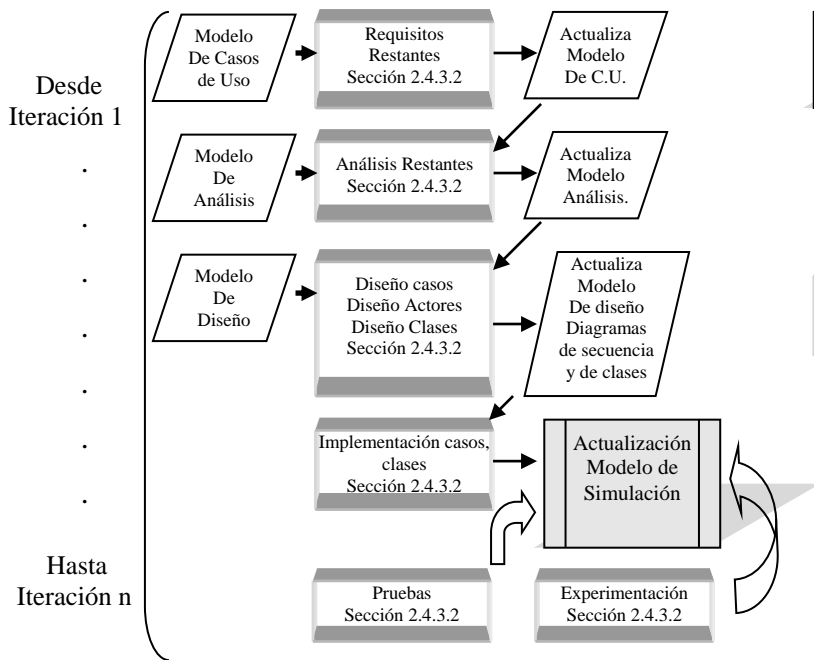 Desde
Iteración 1
.
.
.
.
.
.
.
Hasta
Iteración n
Modelo
De Casos
de Uso
Requisitos
Restantes
Sección 2.4.3.2
Actualiza
Modelo
De C.U.
Modelo
De
Análisis
Análisis Restantes
Sección 2.4.3.2
Actualiza
Modelo
Análisis.
Modelo
De
Diseño
Diseño casos
Diseño Actores
Diseño Clases
Sección 2.4.3.2
Actualiza
Modelo
De diseño
Diagramas
de secuencia
y de clases
Implementación casos,
clases
Sección 2.4.3.2
Actualización
Modelo de
Simulación
Pruebas
Sección 2.4.3.2
Experimentación
Sección 2.4.3.2